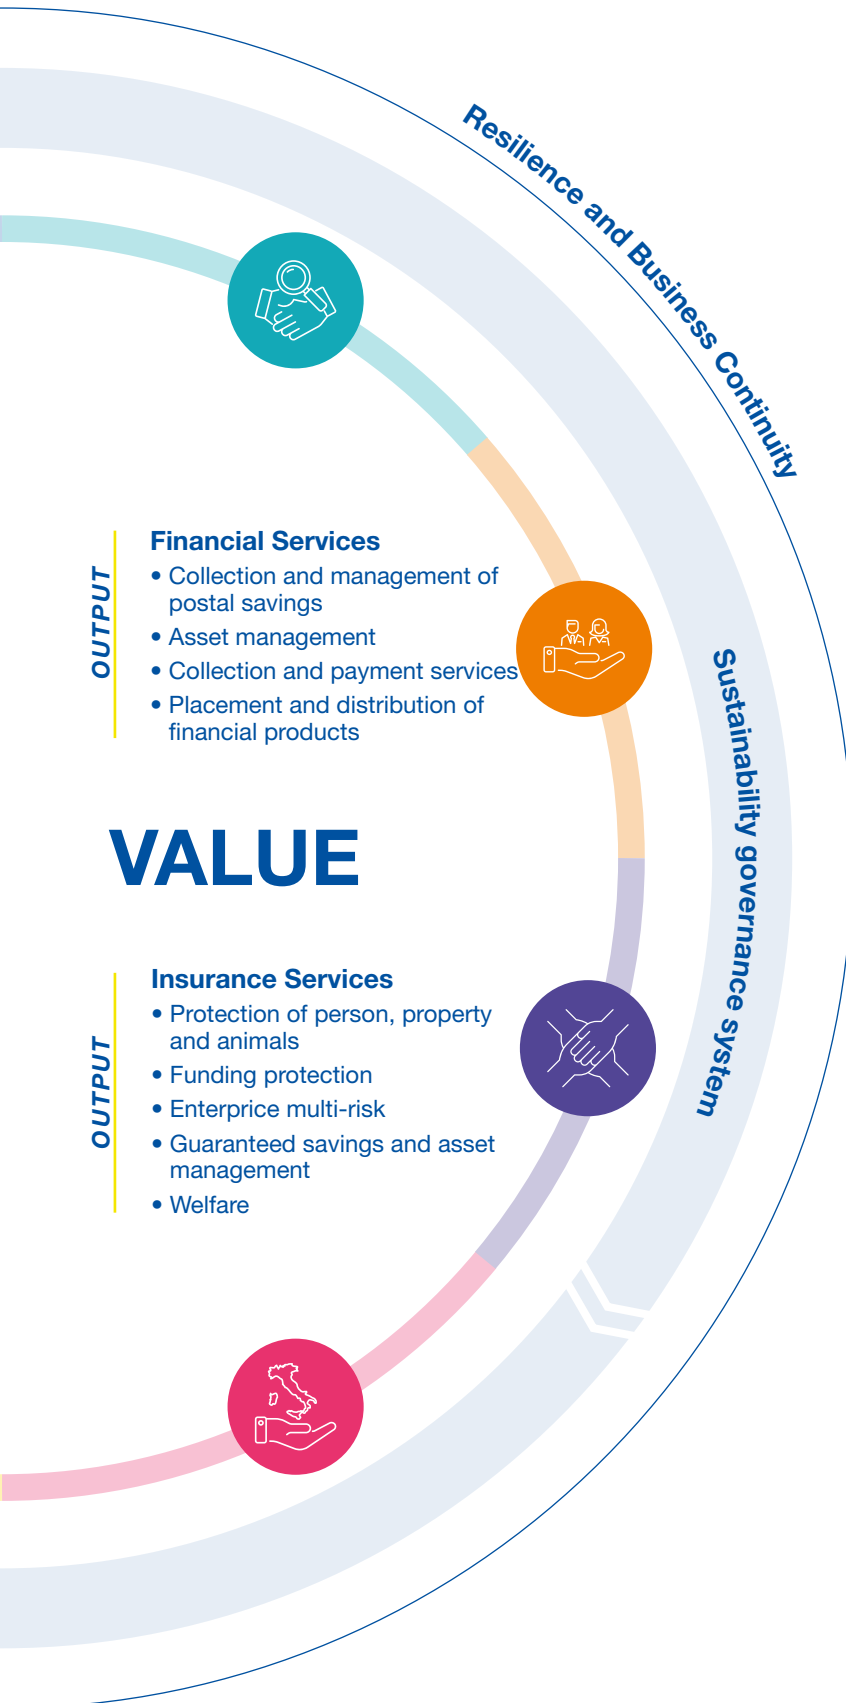 Resilience and Business Continuity
Sustainability governance system
OUTPUT
Financial Services
• Collection and management of
postal savings
• Asset management
• Collection and payment services
• Placement and distribution of
financial products
VALUE
OUTPUT
Insurance Services
• Protection of person, property
and animals
• Funding protection
• Enterprice multi-risk
• Guaranteed savings and asset
management
• Welfare